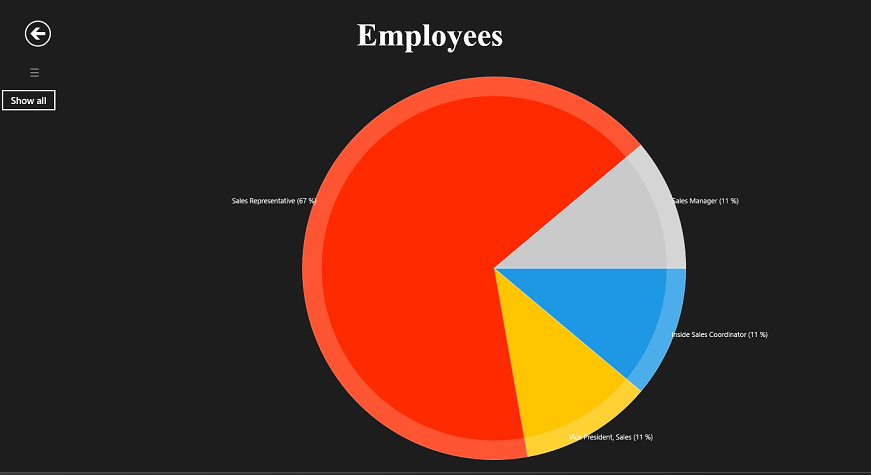 Employees
Show all
Sales Representative (67 %)
Sales Manager (11 %)
Inside Sales Coordinator (11 %)
Vice President, Sales (11 %)